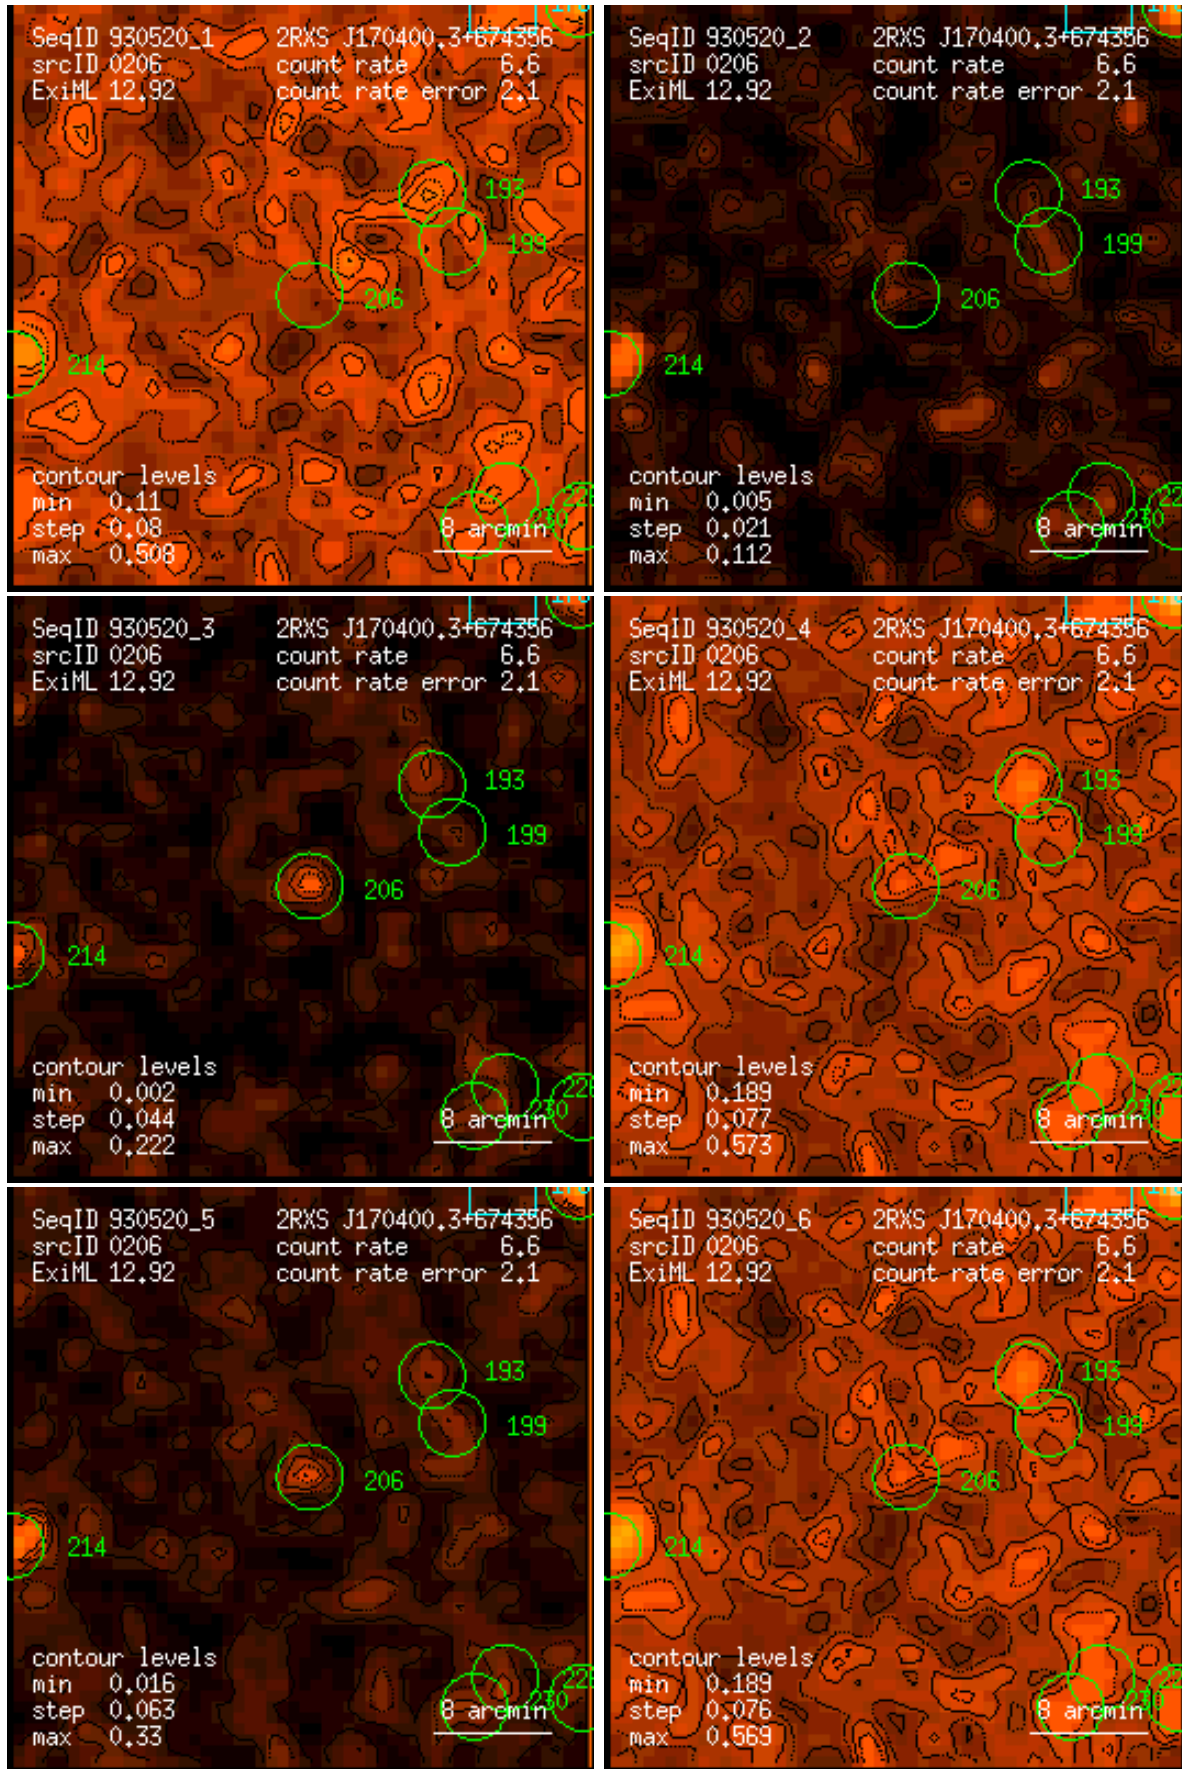 SeqID 930520_1 2RXS J170400.3+674356
srcID 0206 count rate 6.6
ExiML 12.92 count rate error 2.1
193
199
206
214
contour levels
min 0.11
step 0.08
max 0.508
230
8 arcmin
SeqID 930520_2 2RXS J170400.3+674356
srcID 0206 count rate 6.6
ExiML 12.92 count rate error 2.1
193
199
206
214
contour levels
min 0.005
step 0.021
max 0.112
230
8 arcmin
SeqID 930520_3 2RXS J170400.3+674356
srcID 0206 count rate 6.6
ExiML 12.92 count rate error 2.1
193
199
206
214
contour levels
min 0.002
step 0.044
max 0.222
230
8 arcmin
SeqID 930520_4 2RXS J170400.3+674356
srcID 0206 count rate 6.6
ExiML 12.92 count rate error 2.1
193
199
206
214
contour levels
min 0.189
step 0.077
max 0.573
230
8 arcmin
SeqID 930520_5 2RXS J170400.3+674356
srcID 0206 count rate 6.6
ExiML 12.92 count rate error 2.1
193
199
206
214
contour levels
min 0.016
step 0.063
max 0.33
230
8 arcmin
SeqID 930520_6 2RXS J170400.3+674356
srcID 0206 count rate 6.6
ExiML 12.92 count rate error 2.1
193
199
206
214
contour levels
min 0.189
step 0.076
max 0.569
230
8 arcmin